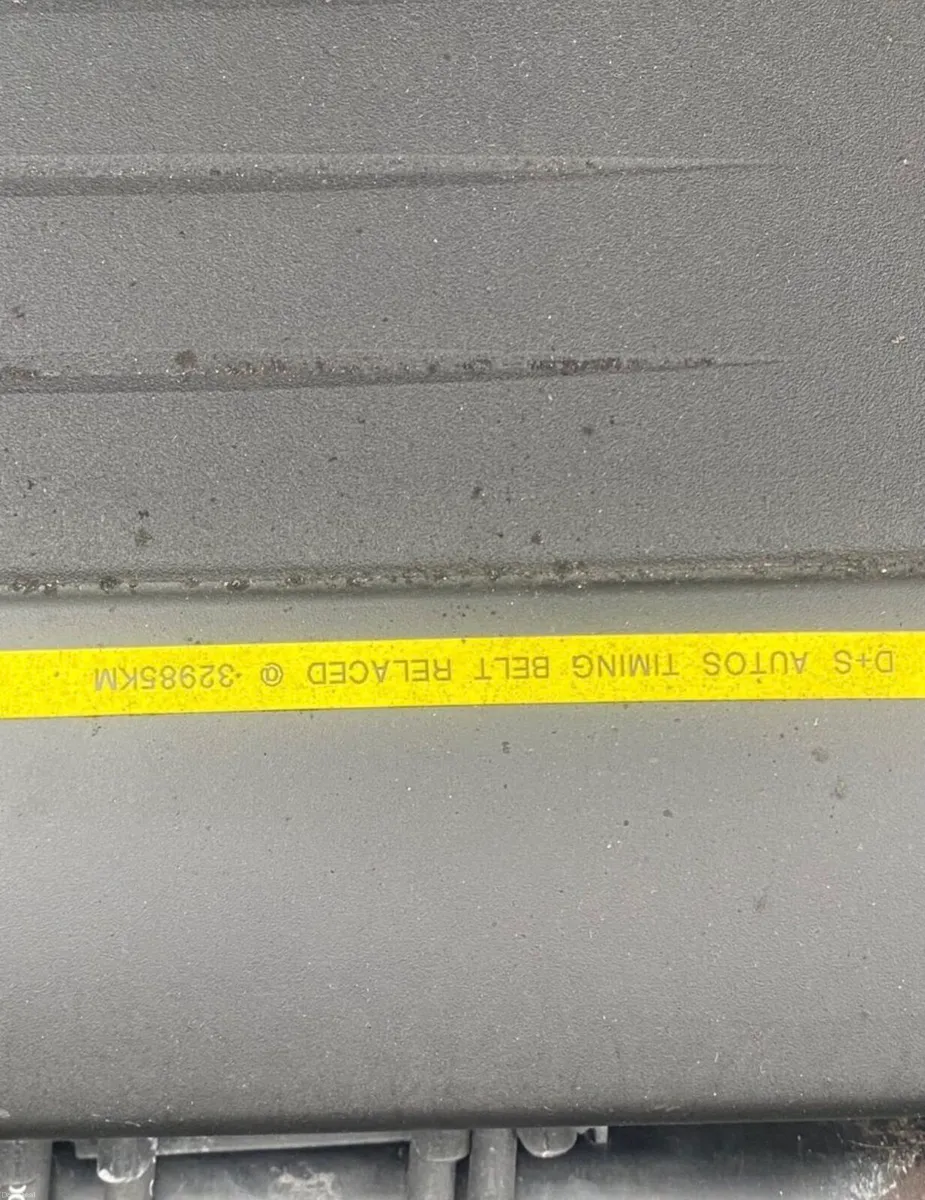 D+S AUTOS TIMING BELT RELACED @ 32985KM